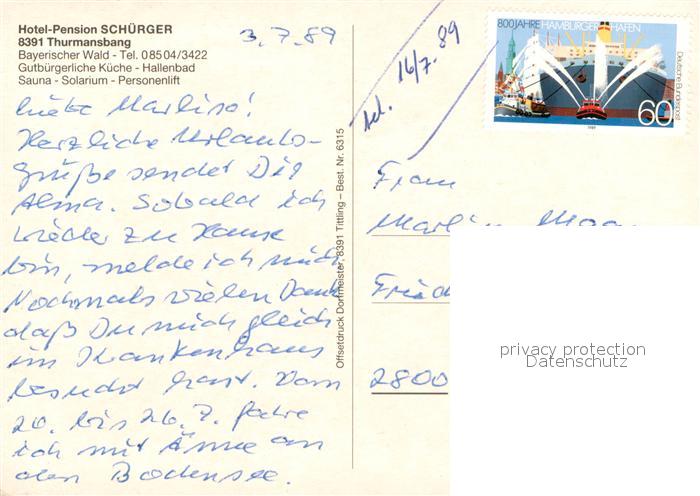 Hotel-Pension SCHÜRGER
8391 Thurmansbang
Bayerischer Wald - Tel. 08504/3422
Gutbürgerliche Küche - Hallenbad
Sauna - Solarium - Personenlift
3.7.89
Liebe Marlise!
Herzliche Urlaubs-
grüße sendet Dir
Alma. Sobald ich
wieder zu Hause
bin, melde ich mich.
Nochmals vielen Dank
daß Du mich gleich
im Krankenhaus
besucht hast. Vom
20. bis 26.7. fahre
ich mit Änne an
den Bodensee.
Offsetdruck Dorfmeister, 8391 Tittling – Best. Nr. 6315
16/7. 89
800 JAHRE HAMBURGER HAFEN
Deutsche Bundespost
60
1989
Frau
2800
privacy protection
Datenschutz